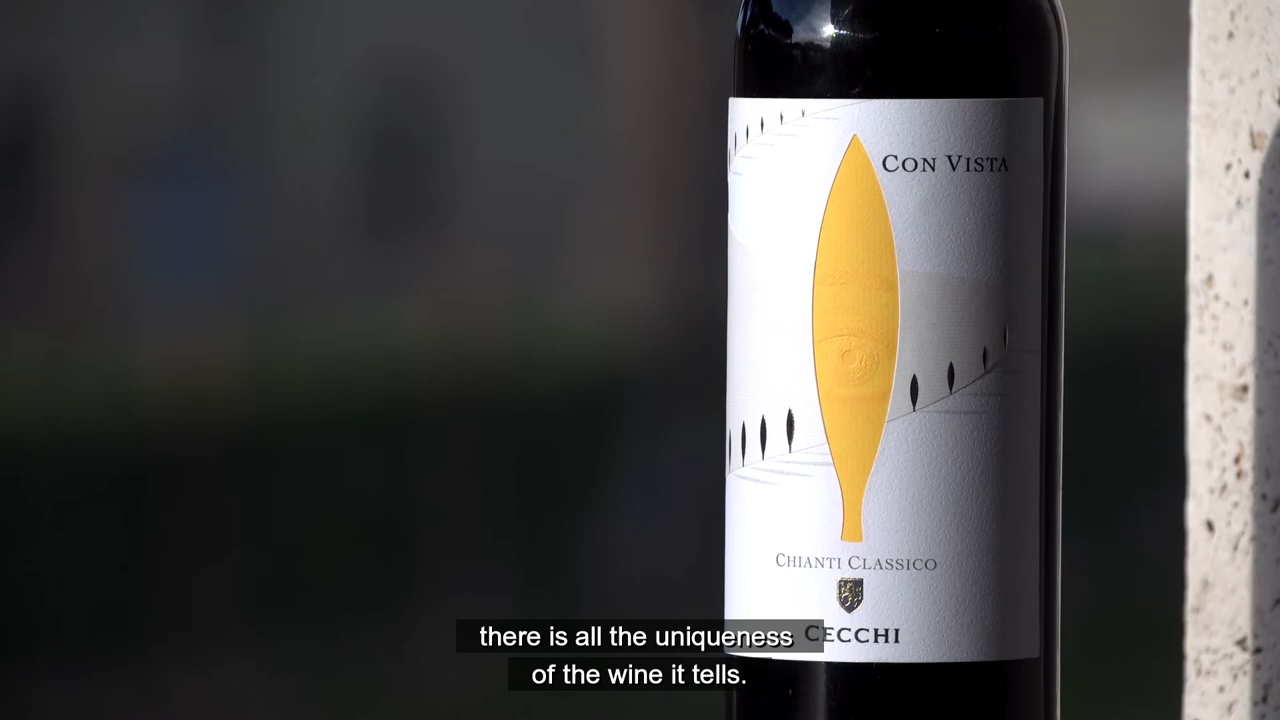 CON VISTA
CHIANTI CLASSICO
CECCHI
there is all the uniqueness
of the wine it tells.